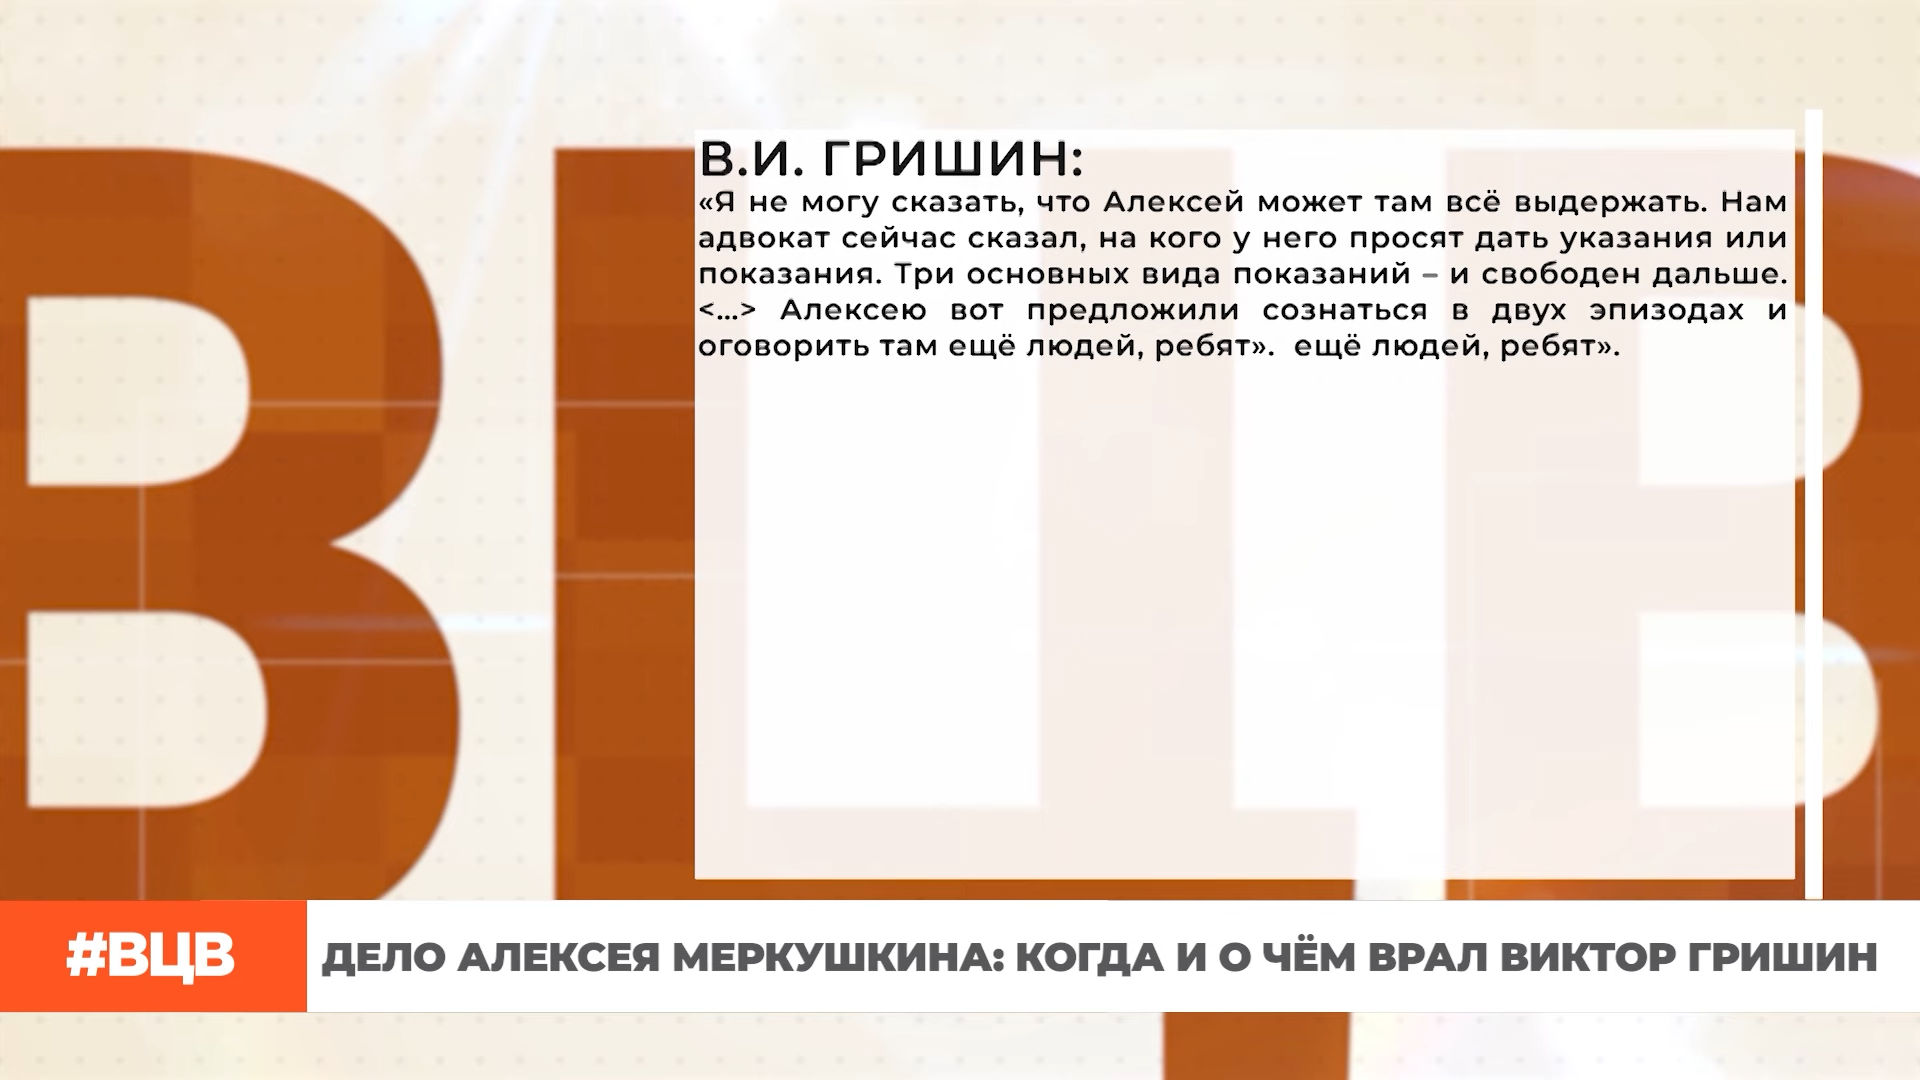 В.И. ГРИШИН:
«Я не могу сказать, что Алексей может там всё выдержать. Нам
адвокат сейчас сказал, на кого у него просят дать указания или
показания. Три основных вида показаний – и свободен дальше.
<...> Алексею вот предложили сознаться в двух эпизодах и
оговорить там ещё людей, ребят».  ещё людей, ребят».
ВЦВ
#ВЦВ
ДЕЛО АЛЕКСЕЯ МЕРКУШКИНА: КОГДА И О ЧЁМ ВРАЛ ВИКТОР ГРИШИН